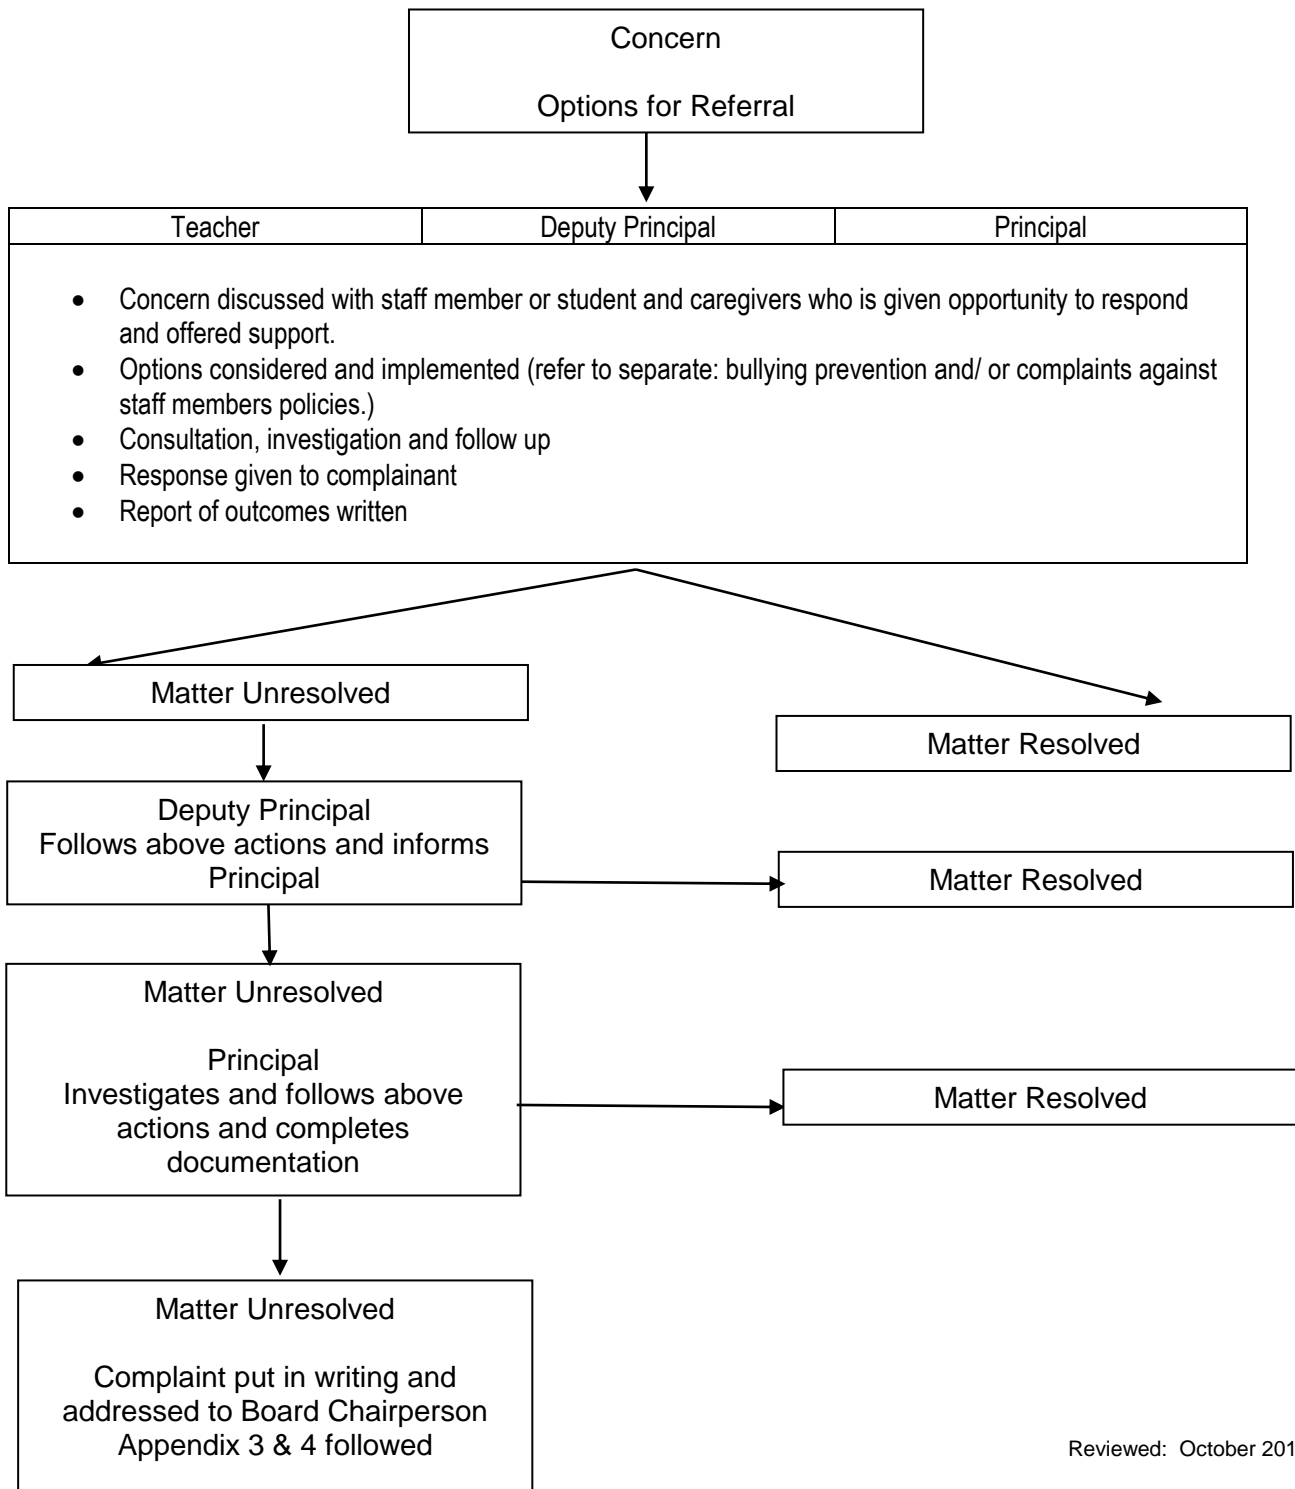 Concern
Options for Referral
Teacher
Deputy Principal
Principal
• Concern discussed with staff member or student and caregivers who is given opportunity to respond
and offered support.
• Options considered and implemented (refer to separate: bullying prevention and/ or complaints against
staff members policies.)
• Consultation, investigation and follow up
• Response given to complainant
• Report of outcomes written
Matter Unresolved
Matter Resolved
Deputy Principal
Follows above actions and informs
Principal
Matter Resolved
Matter Unresolved
Principal
Investigates and follows above
actions and completes
documentation
Matter Resolved
Matter Unresolved
Complaint put in writing and
addressed to Board Chairperson
Appendix 3 & 4 followed
Reviewed: October 201